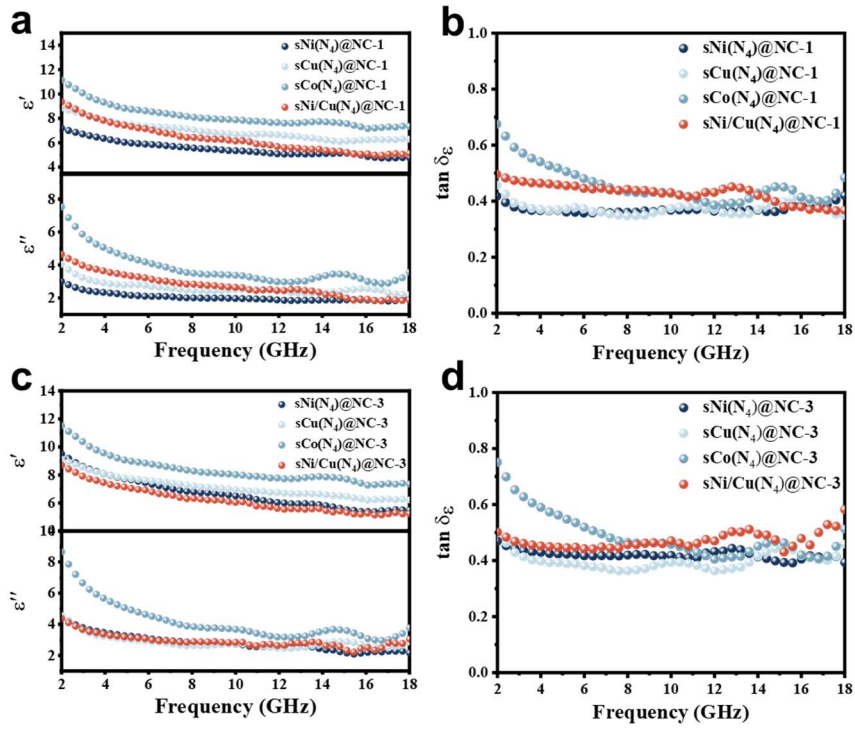 a
14
12
10
8
6
4
ε′
sNi(N₄)@NC-1
sCu(N₄)@NC-1
sCo(N₄)@NC-1
sNi/Cu(N₄)@NC-1
8
6
4
2
ε″
2 4 6 8 10 12 14 16 18
Frequency (GHz)
b
1.0
0.8
0.6
0.4
0.2
0.0
tan δε
sNi(N₄)@NC-1
sCu(N₄)@NC-1
sCo(N₄)@NC-1
sNi/Cu(N₄)@NC-1
2 4 6 8 10 12 14 16 18
Frequency (GHz)
c
14
12
10
8
6
ε′
sNi(N₄)@NC-3
sCu(N₄)@NC-3
sCo(N₄)@NC-3
sNi/Cu(N₄)@NC-3
8
6
4
2
ε″
2 4 6 8 10 12 14 16 18
Frequency (GHz)
d
1.0
0.8
0.6
0.4
0.2
0.0
tan δε
sNi(N₄)@NC-3
sCu(N₄)@NC-3
sCo(N₄)@NC-3
sNi/Cu(N₄)@NC-3
2 4 6 8 10 12 14 16 18
Frequency (GHz)